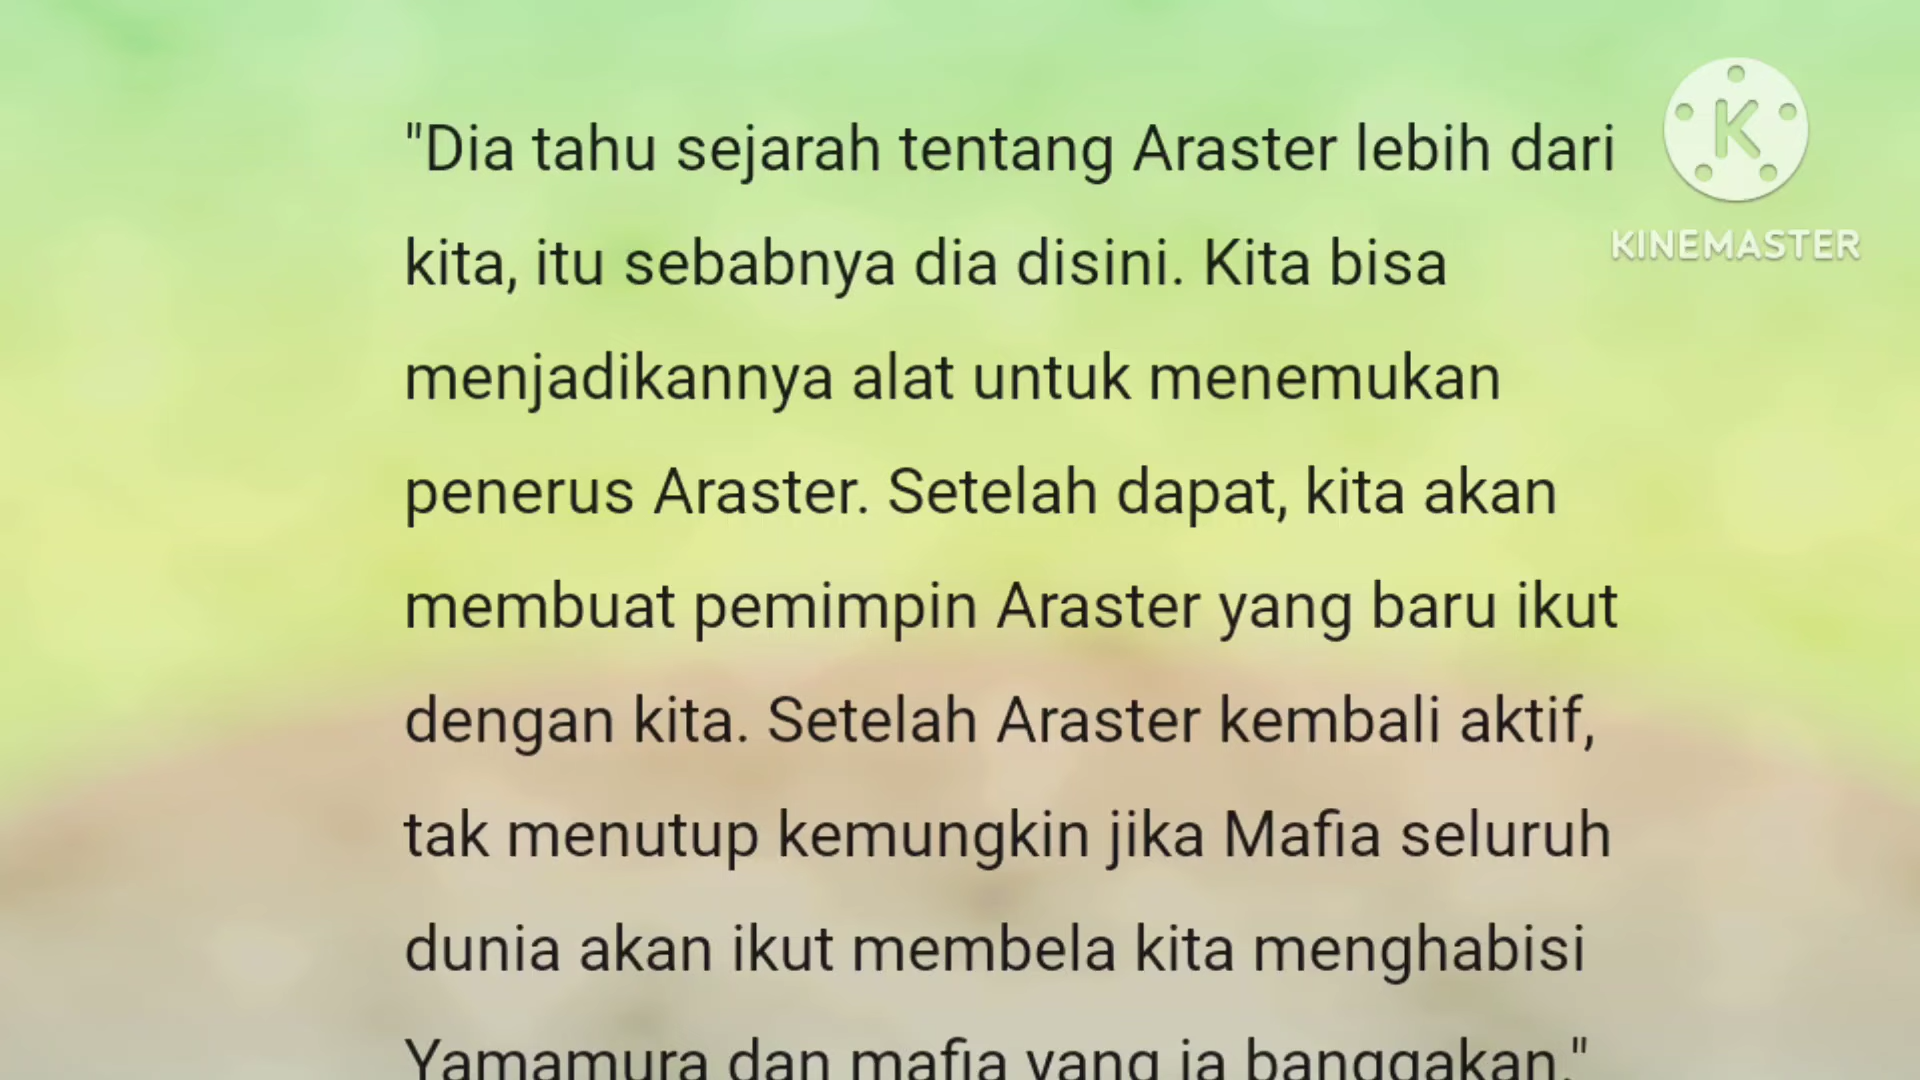 "Dia tahu sejarah tentang Araster lebih dari
kita, itu sebabnya dia disini. Kita bisa
menjadikannya alat untuk menemukan
penerus Araster. Setelah dapat, kita akan
membuat pemimpin Araster yang baru ikut
dengan kita. Setelah Araster kembali aktif,
tak menutup kemungkin jika Mafia seluruh
dunia akan ikut membela kita menghabisi
Yamamura dan mafia yang ia banggakan."
K
KINEMASTER